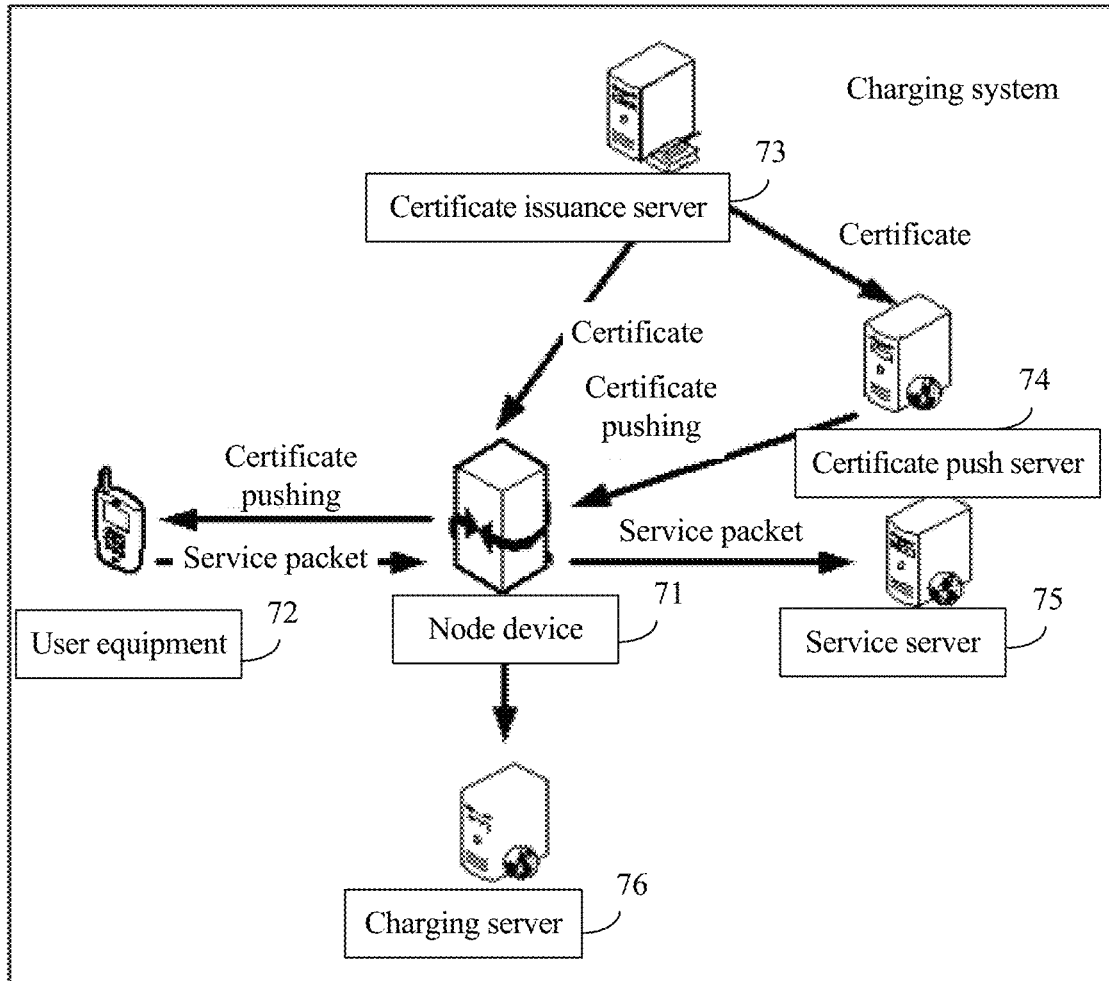 Charging system
73
Certificate issuance server
Certificate
Certificate
Certificate
pushing
74
Certificate push server
Certificate
pushing
Service packet
Service packet
72
User equipment
71
Node device
75
Service server
76
Charging server